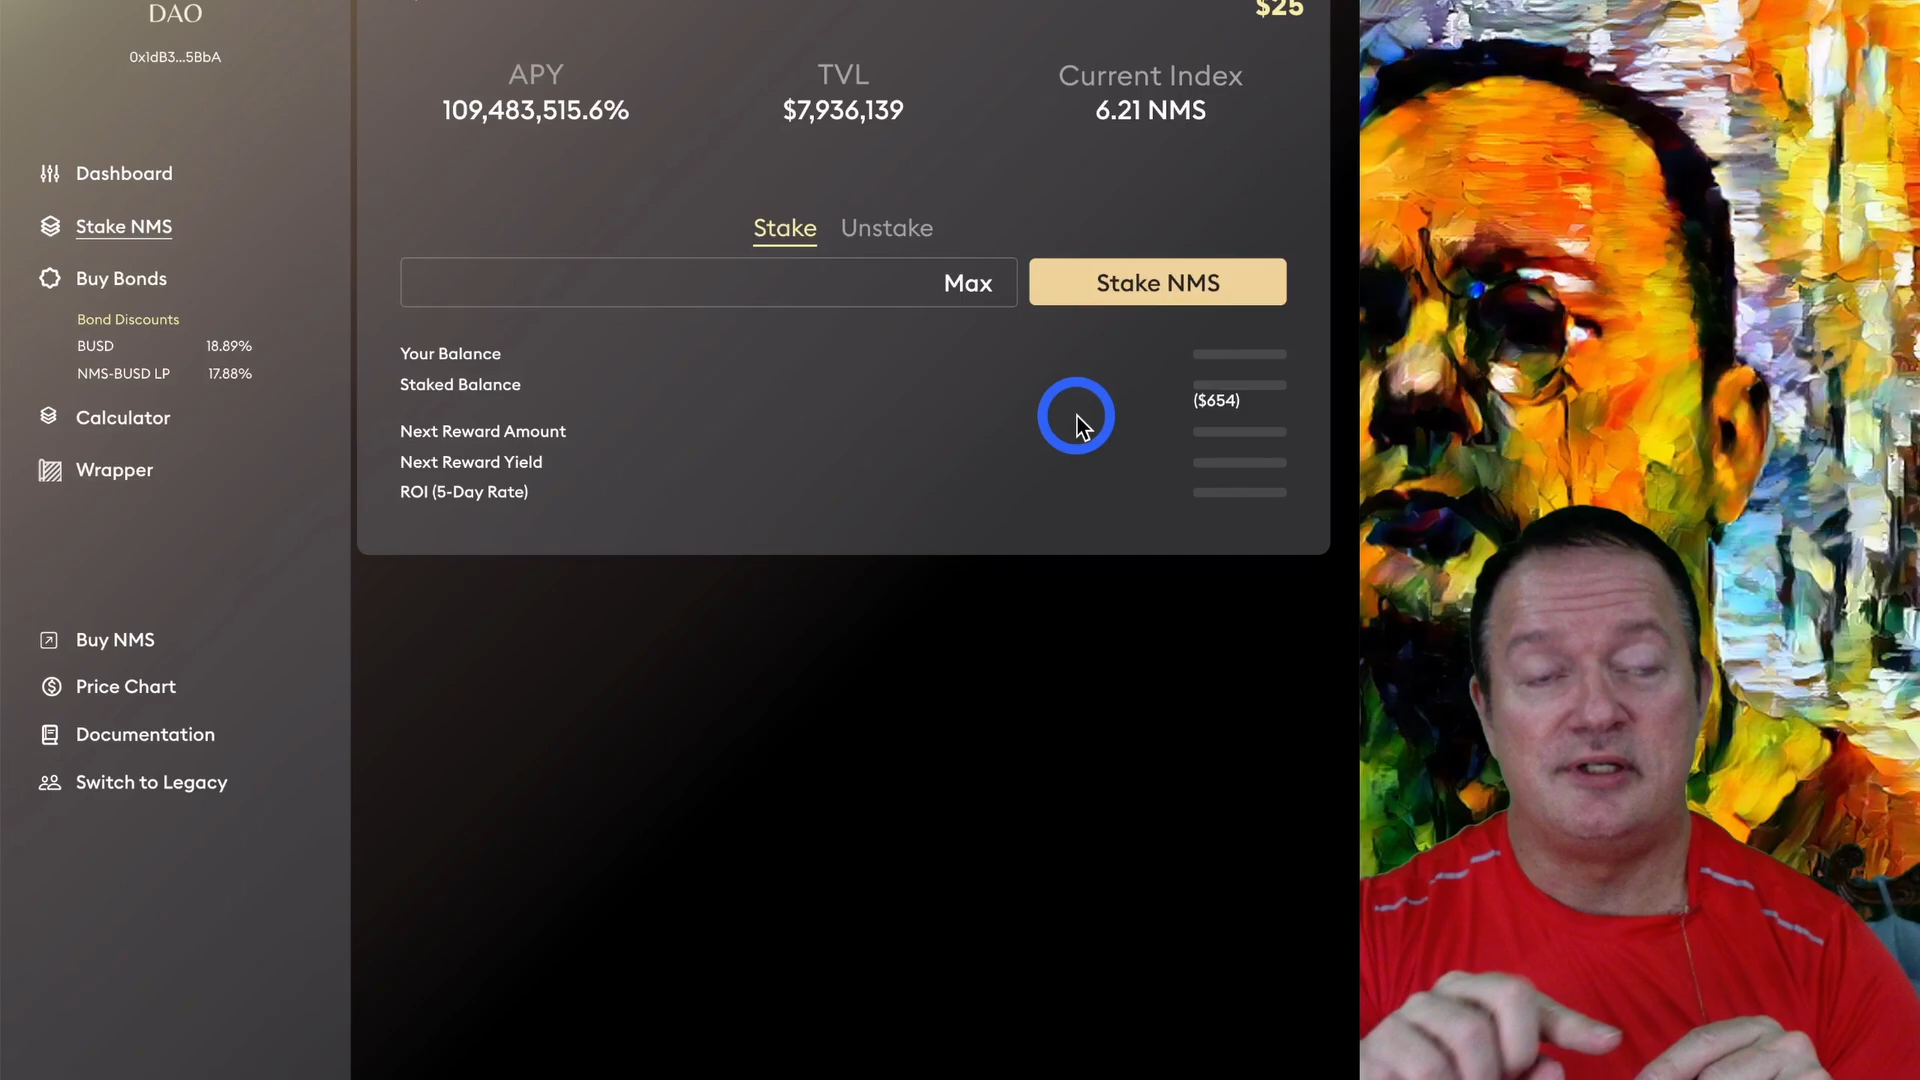 DAO
0x1dB3...5BbA
$25
APY
109,483,515.6%
TVL
$7,936,139
Current Index
6.21 NMS
Dashboard
Stake NMS
Buy Bonds
Bond Discounts
BUSD 18.89%
NMS-BUSD LP 17.88%
Calculator
Wrapper
Buy NMS
Price Chart
Documentation
Switch to Legacy
Stake Unstake
Max
Stake NMS
Your Balance
Staked Balance
($654)
Next Reward Amount
Next Reward Yield
ROI (5-Day Rate)